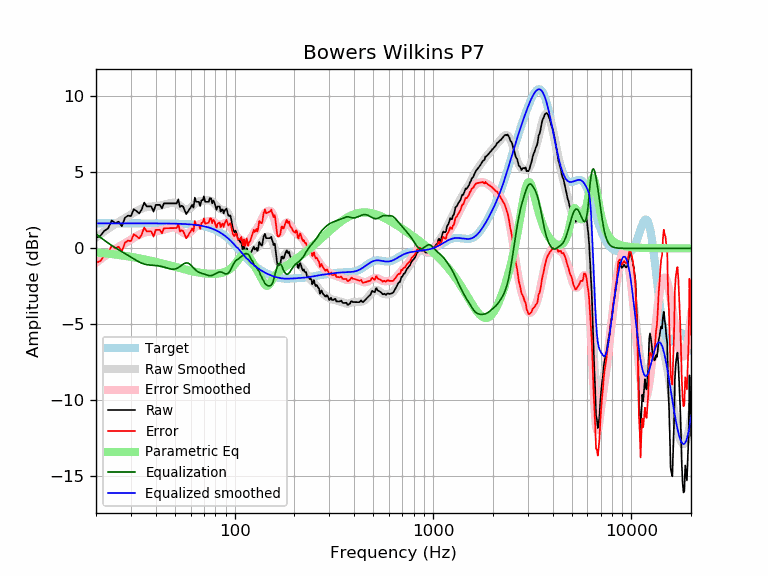 Bowers Wilkins P7
10
5
0
−5
−10
−15
Amplitude (dBr)
Target
Raw Smoothed
Error Smoothed
Raw
Error
Parametric Eq
Equalization
Equalized smoothed
100
1000
10000
Frequency (Hz)